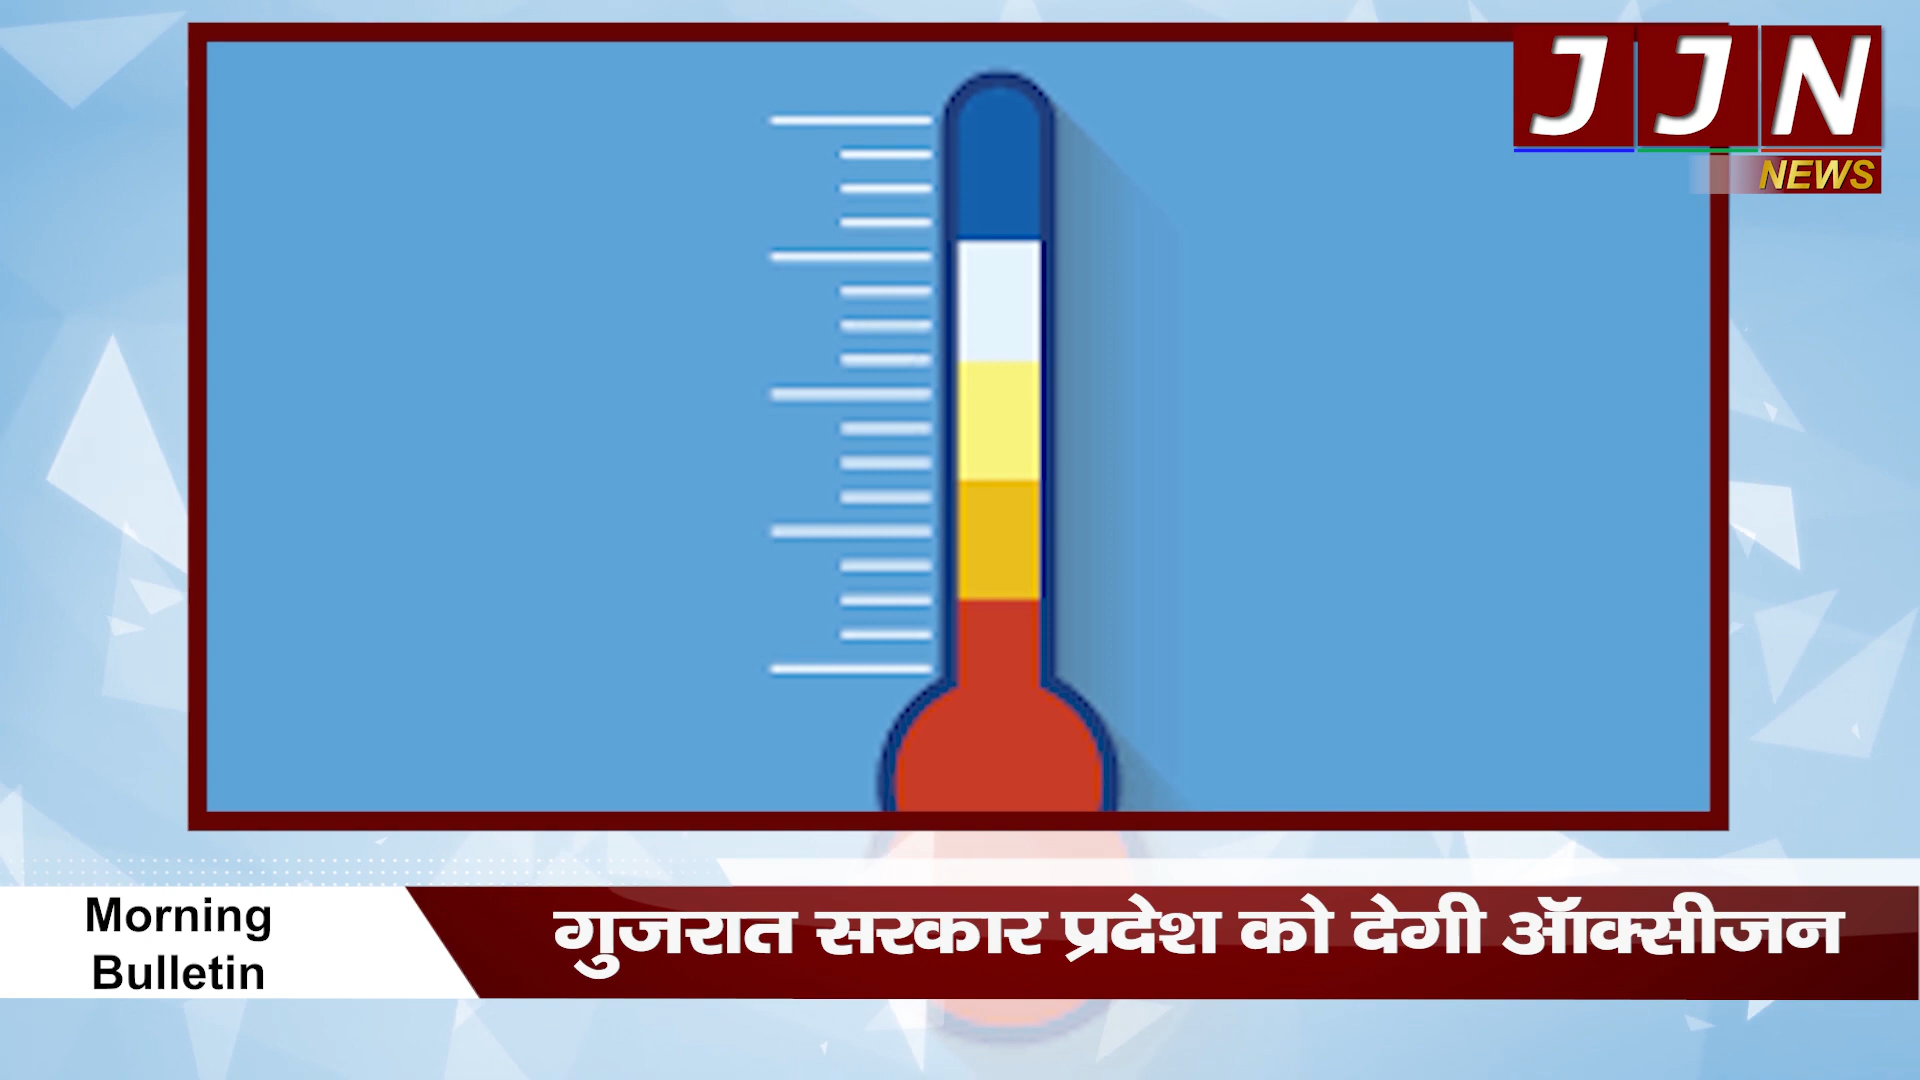 JJN
NEWS
Morning
Bulletin
गुजरात सरकार प्रदेश को देगी ऑक्सीजन